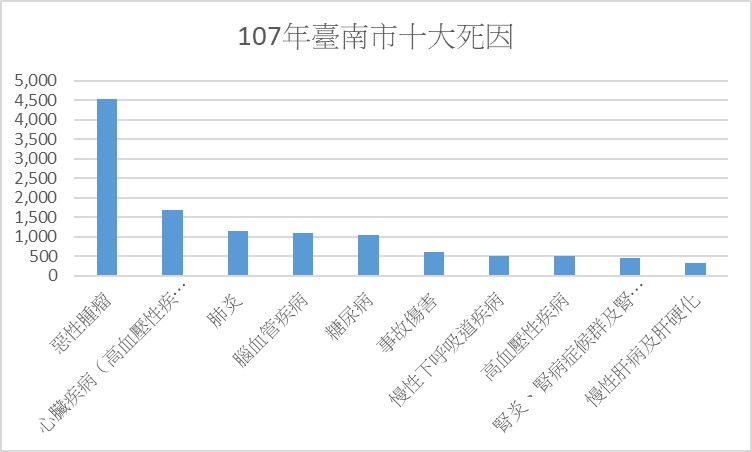 107年臺南市十大死因
5,000
4,500
4,000
3,500
3,000
2,500
2,000
1,500
1,000
500
0
惡性腫瘤
心臟疾病（高血壓性疾…
肺炎
腦血管疾病
糖尿病
事故傷害
慢性下呼吸道疾病
高血壓性疾病
腎炎、腎病症候群及腎…
慢性肝病及肝硬化